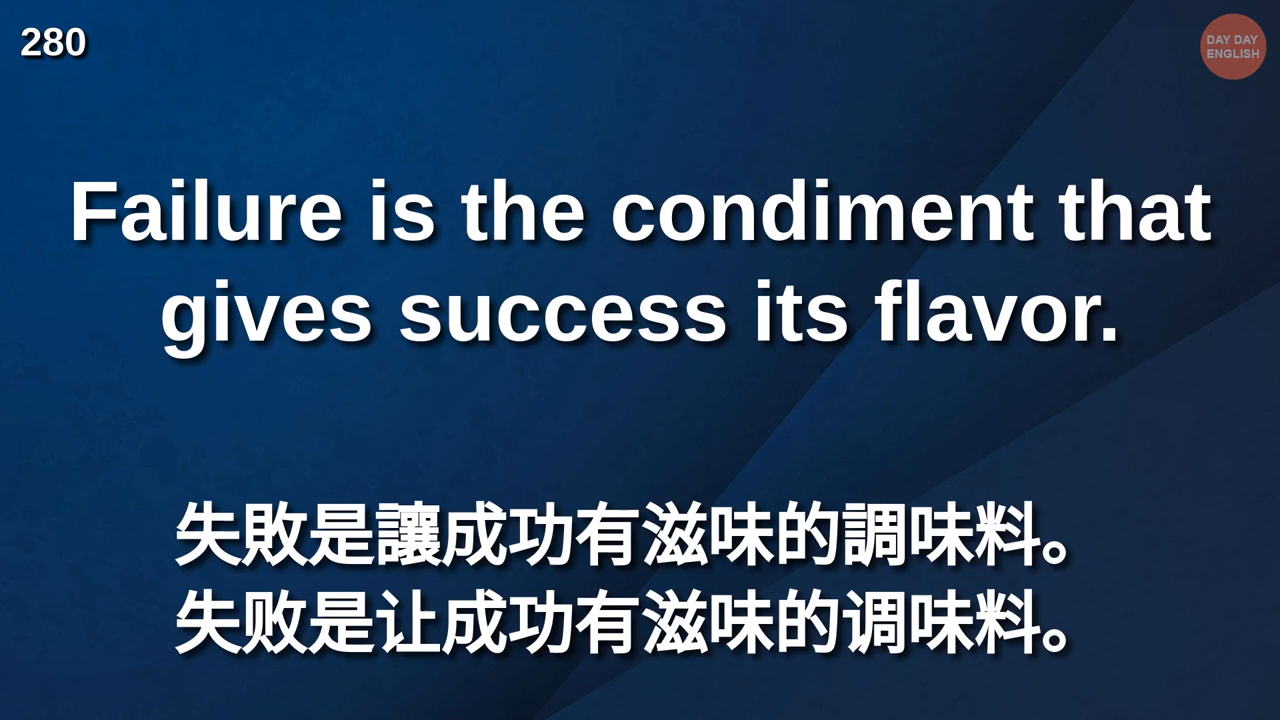 280
DAY DAY
ENGLISH
Failure is the condiment that
gives success its flavor.
失敗是讓成功有滋味的調味料。
失败是让成功有滋味的调味料。